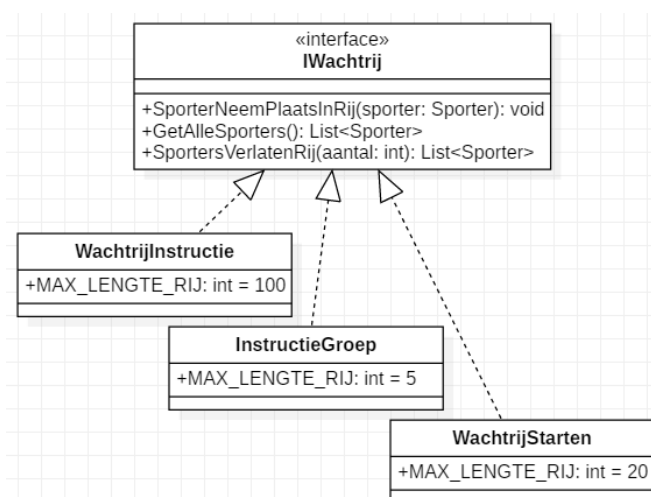 «interface»
IWachtrij
+SporterNeemPlaatsInRij(sporter: Sporter): void
+GetAlleSporters(): List<Sporter>
+SportersVerlatenRij(aantal: int): List<Sporter>
WachtrijInstructie
+MAX_LENGTE_RIJ: int = 100
InstructieGroep
+MAX_LENGTE_RIJ: int = 5
WachtrijStarten
+MAX_LENGTE_RIJ: int = 20